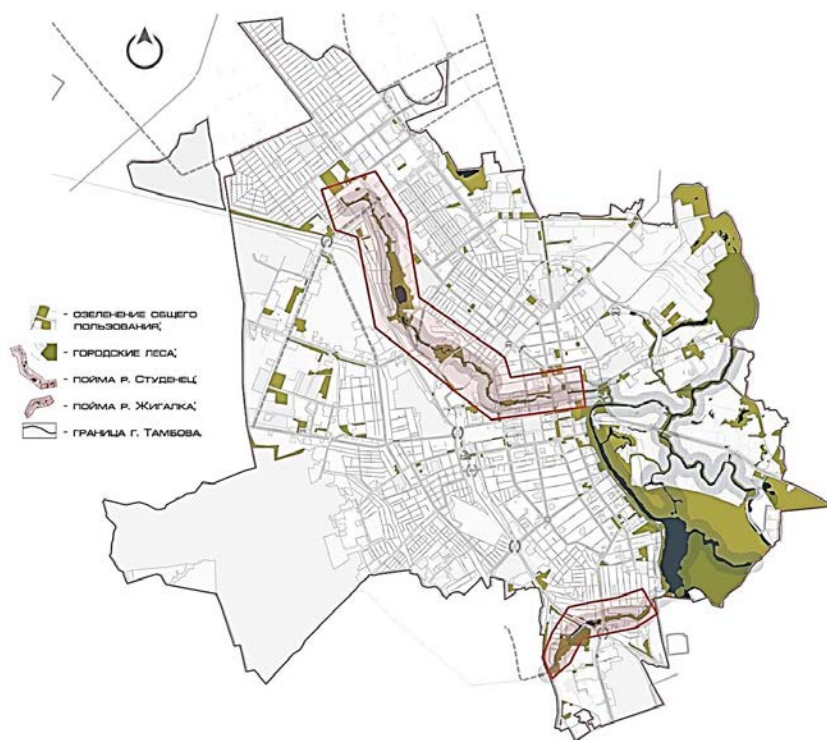 - ОЗЕЛЕНЕНИЕ ОБЩЕГО
ПОЛЬЗОВАНИЯ;
- ГОРОДСКИЕ ЛЕСА;
- ПОЙМА Р. СТУДЕНЕЦ;
- ПОЙМА Р. ЖИГАЛКА;
- ГРАНИЦА Г. ТАМБОВА.